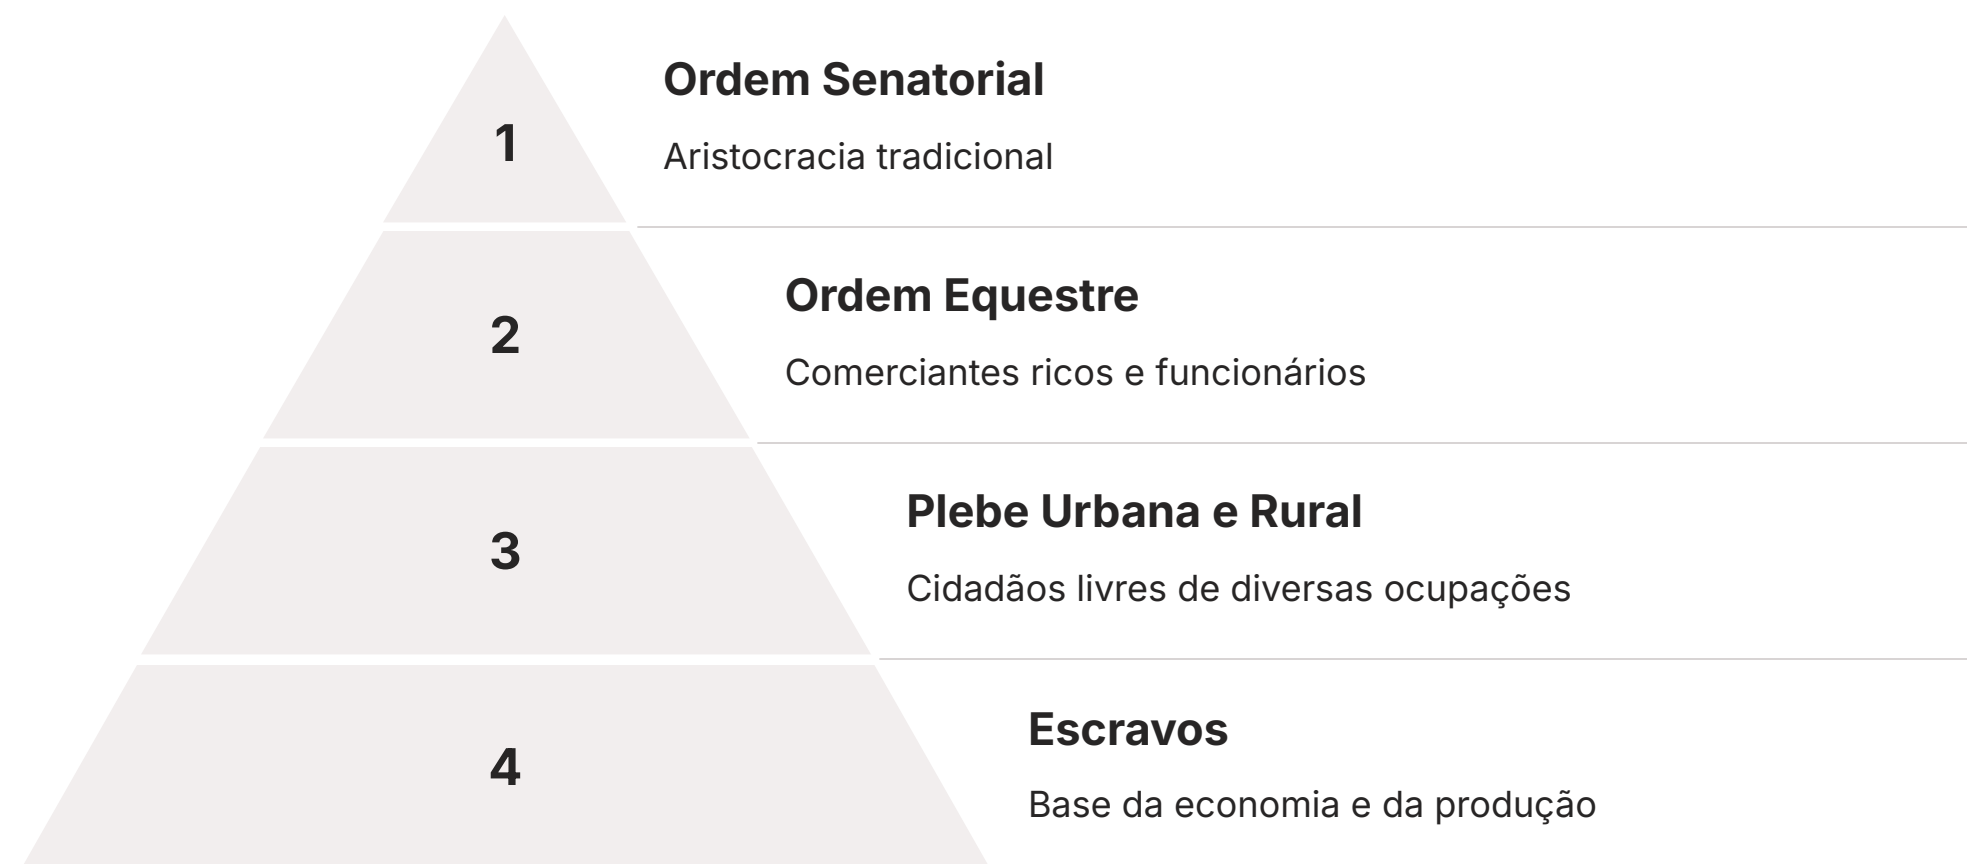 1
Ordem Senatorial
Aristocracia tradicional
2
Ordem Equestre
Comerciantes ricos e funcionários
3
Plebe Urbana e Rural
Cidadãos livres de diversas ocupações
4
Escravos
Base da economia e da produção